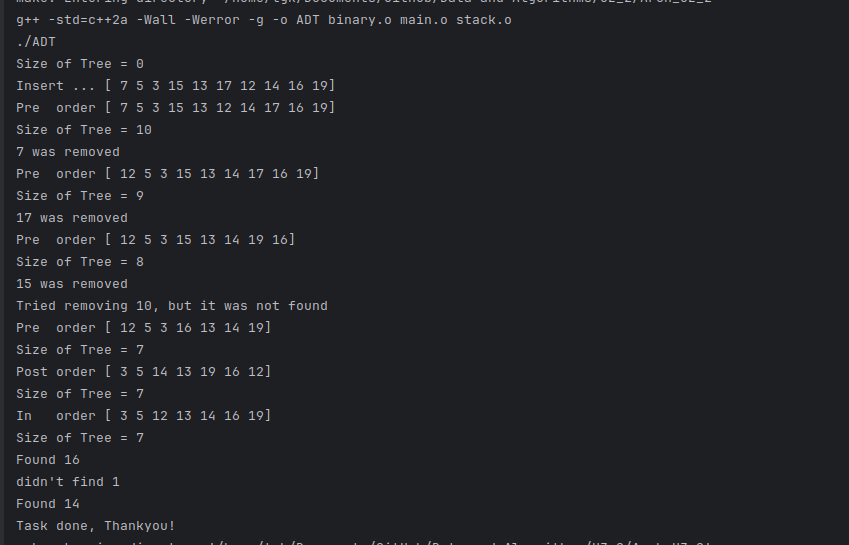 g++ -std=c++2a -Wall -Werror -g -o ADT binary.o main.o stack.o
./ADT
Size of Tree = 0
Insert ... [ 7 5 3 15 13 17 12 14 16 19]
Pre  order [ 7 5 3 15 13 12 14 17 16 19]
Size of Tree = 10
7 was removed
Pre  order [ 12 5 3 15 13 14 17 16 19]
Size of Tree = 9
17 was removed
Pre  order [ 12 5 3 15 13 14 19 16]
Size of Tree = 8
15 was removed
Tried removing 10, but it was not found
Pre  order [ 12 5 3 16 13 14 19]
Size of Tree = 7
Post order [ 3 5 14 13 19 16 12]
Size of Tree = 7
In   order [ 3 5 12 13 14 16 19]
Size of Tree = 7
Found 16
didn't find 1
Found 14
Task done, Thankyou!